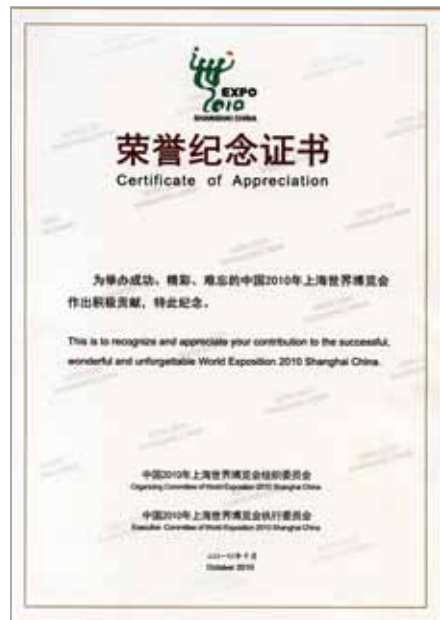 EXPO
2010
SHANGHAI CHINA
荣誉纪念证书
Certificate of Appreciation
为举办成功、精彩、难忘的中国2010年上海世界博览会
作出积极贡献，特此纪念。
This is to recognize and appreciate your contribution to the successful,
wonderful and unforgettable World Exposition 2010 Shanghai China.
中国2010年上海世界博览会组织委员会
Organizing Committee of World Exposition 2010 Shanghai China
中国2010年上海世界博览会执行委员会
Executive Committee of World Exposition 2010 Shanghai China
October 2010